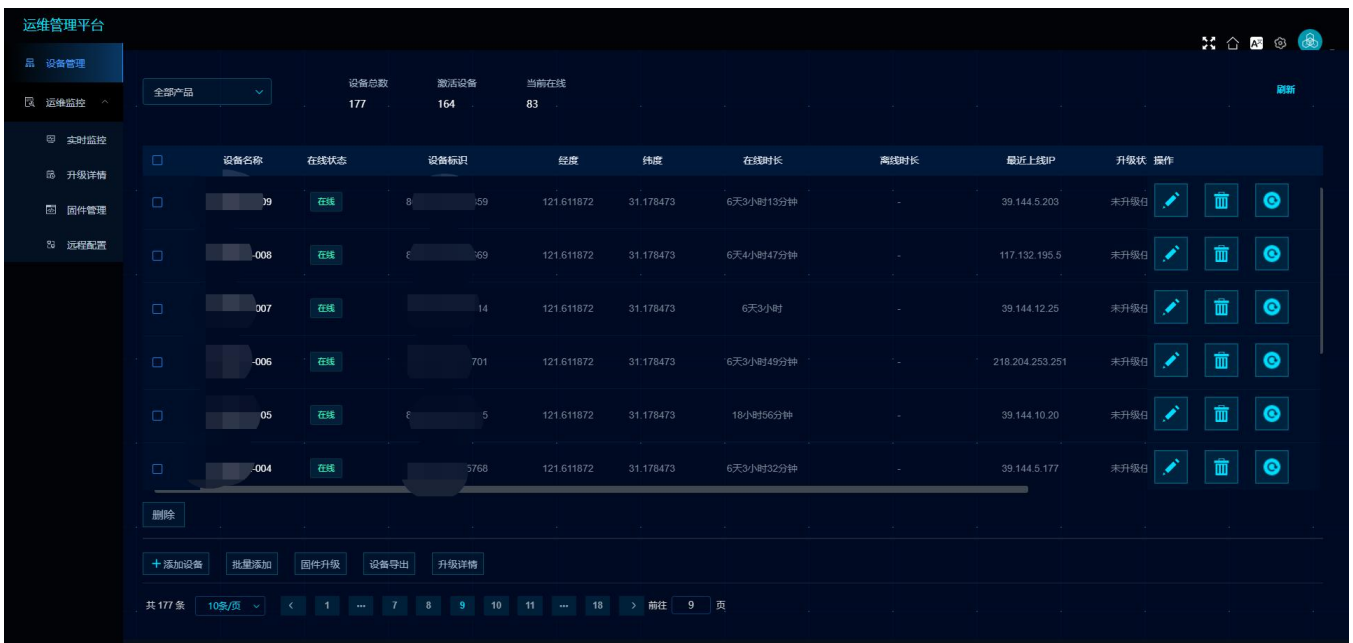 运维管理平台
设备管理
运维监控
实时监控
升级详情
固件管理
远程配置
全部产品
设备总数 激活设备 当前在线
177 164 83
刷新
设备名称 在线状态 设备标识 经度 纬度 在线时长 离线时长 最近上线IP 升级状 操作
09 在线 8 59 121.611872 31.178473 6天3小时13分钟 - 39.144.5.203 未升级
-008 在线 69 121.611872 31.178473 6天4小时47分钟 - 117.132.195.5 未升级
007 在线 14 121.611872 31.178473 6天3小时 - 39.144.12.25 未升级
-006 在线 701 121.611872 31.178473 6天3小时49分钟 - 218.204.253.251 未升级
05 在线 5 121.611872 31.178473 18小时56分钟 - 39.144.10.20 未升级
-004 在线 5768 121.611872 31.178473 6天3小时32分钟 - 39.144.5.177 未升级
删除
+添加设备 批量添加 固件升级 设备导出 升级详情
共 177 条 10条/页 < 1 ··· 7 8 9 10 11 ··· 18 > 前往 9 页